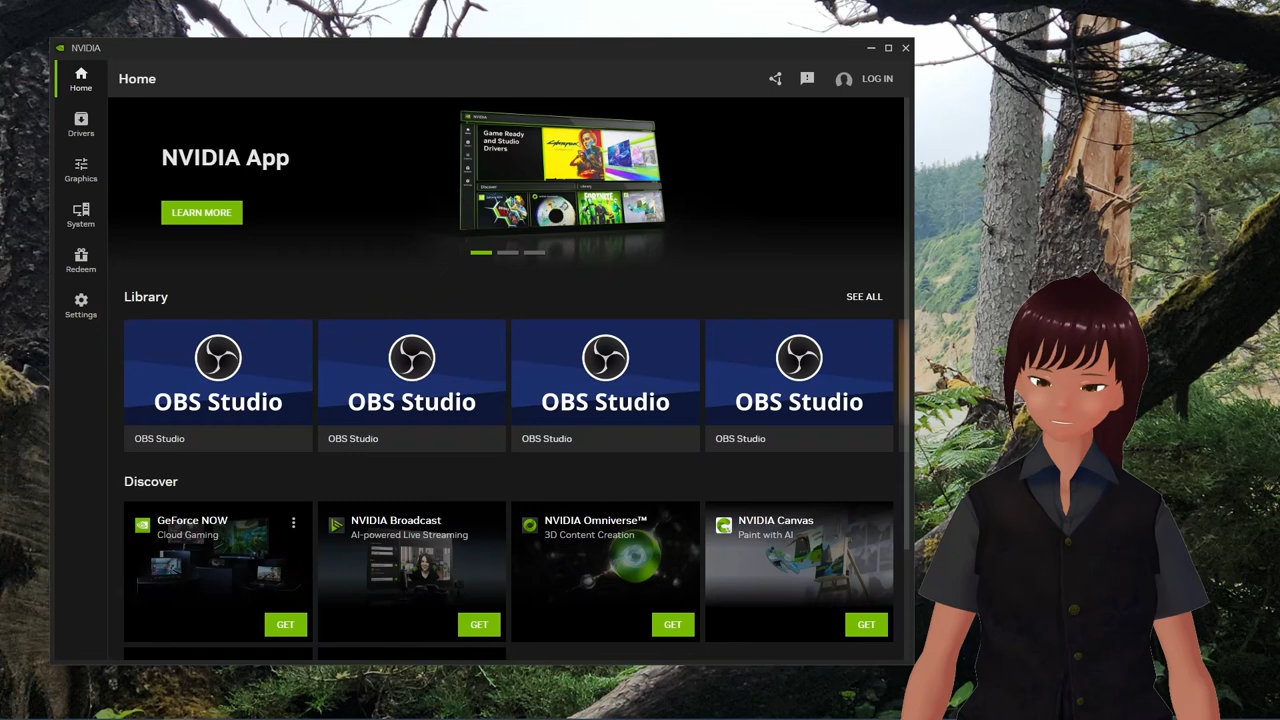 NVIDIA
Home
Home
LOG IN
Drivers
Graphics
System
Redeem
Settings
NVIDIA App
LEARN MORE
NVIDIA
Game Ready
and Studio
Drivers
Discover
Library
Library
SEE ALL
OBS Studio
OBS Studio
OBS Studio
OBS Studio
OBS Studio
OBS Studio
OBS Studio
OBS Studio
Discover
GeForce NOW
Cloud Gaming
GET
NVIDIA Broadcast
AI-powered Live Streaming
GET
NVIDIA Omniverse™
3D Content Creation
GET
NVIDIA Canvas
Paint with AI
GET